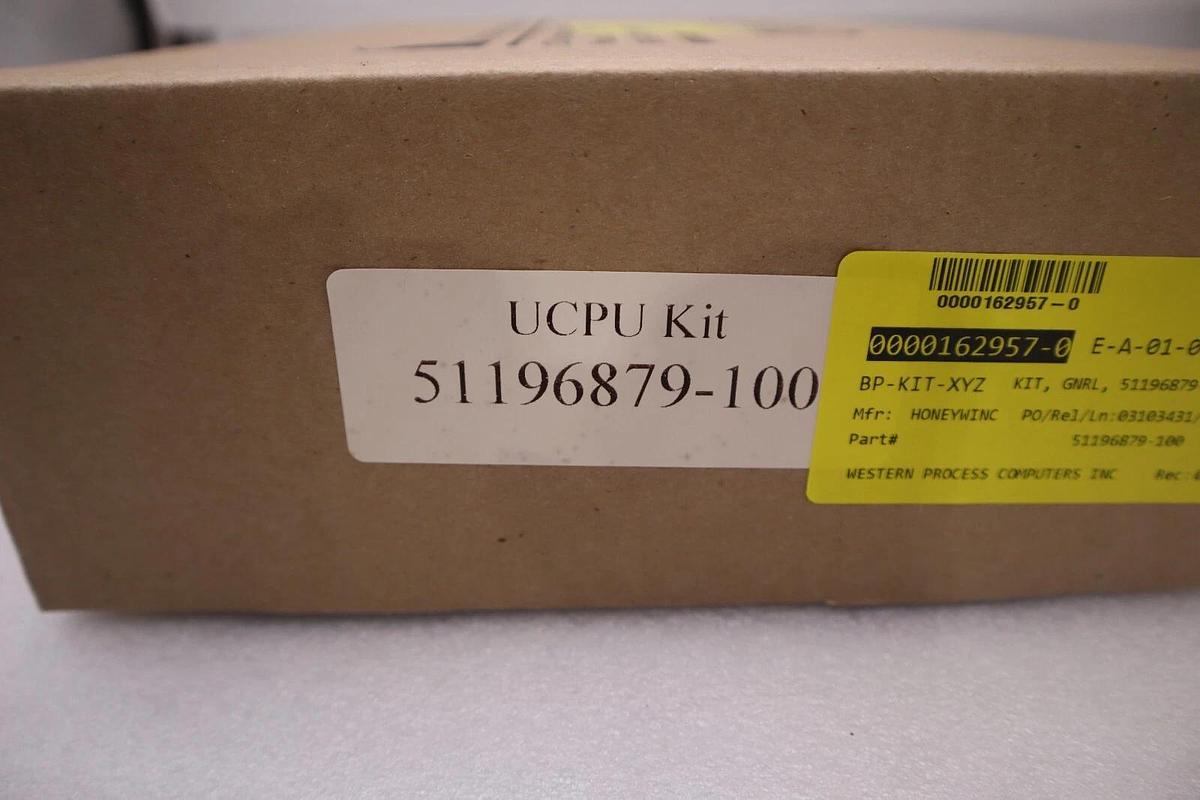 UCPU Kit
51196879-100
0000162957-0
0000162957-0 E-A-01-0
BP-KIT-XYZ KIT, GNRL, 51196879
Mfr: HONEYWINC PO/Rel/Ln:03103431/
Part# 51196879-100
WESTERN PROCESS COMPUTERS INC Rec: